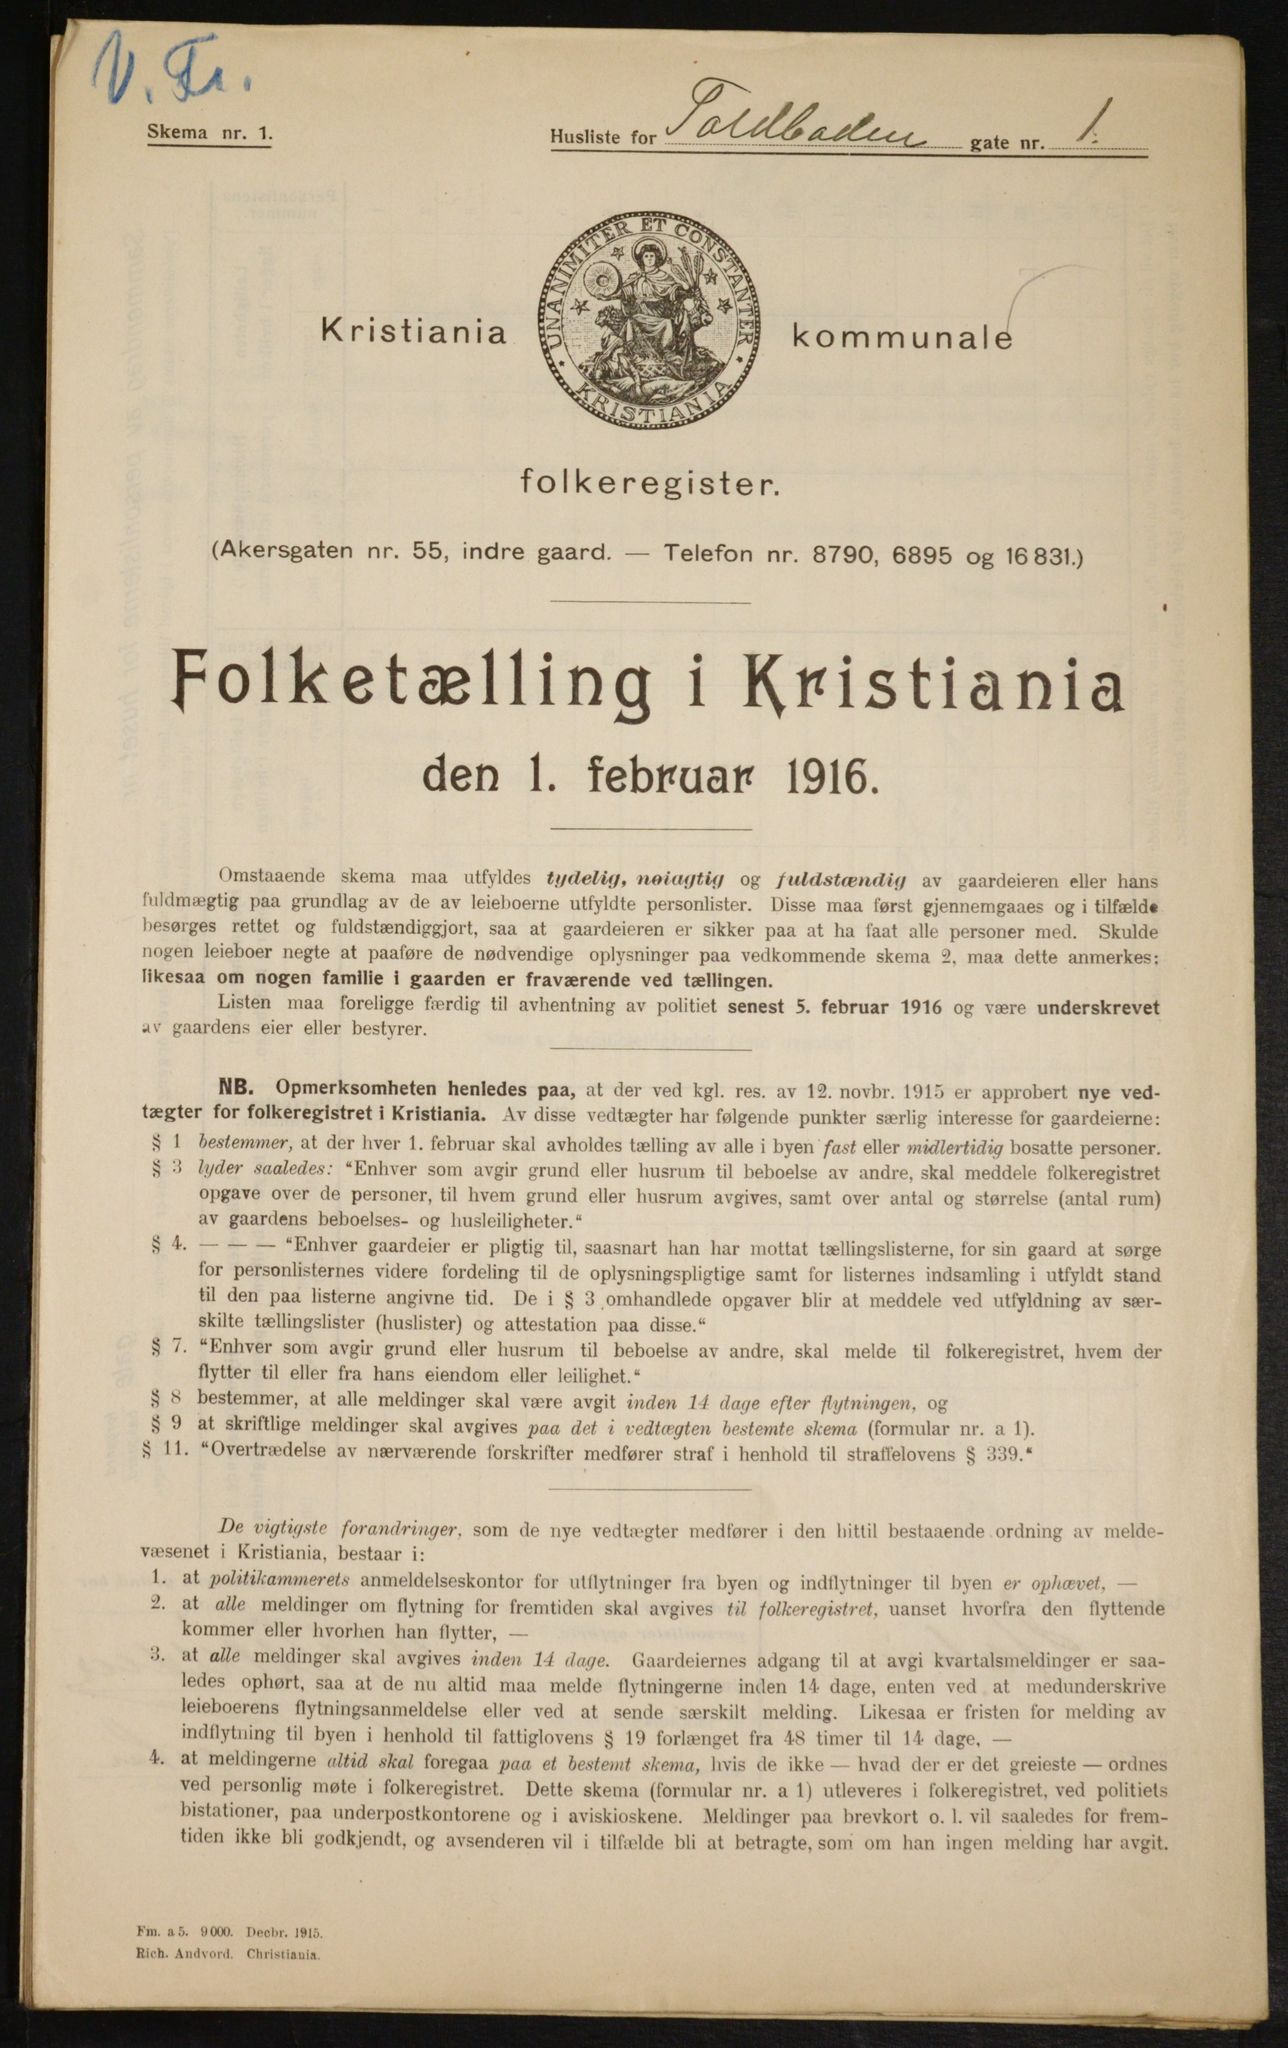 V. Fr.
Skema nr. 1.
Husliste for Toldboden gate nr. 1.
UNANIMITER ET CONSTANTER
KRISTIANIA
Kristiania kommunale
folkeregister.
(Akersgaten nr. 55, indre gaard. — Telefon nr. 8790, 6895 og 16 831.)
Folketælling i Kristiania
den 1. februar 1916.
Omstaaende skema maa utfyldes tydelig, nøiagtig og fuldstændig av gaardeieren eller hans
fuldmægtig paa grundlag av de av leieboerne utfyldte personlister. Disse maa først gjennemgaaes og i tilfælde
besørges rettet og fuldstændiggjort, saa at gaardeieren er sikker paa at ha faat alle personer med. Skulde
nogen leieboer negte at paaføre de nødvendige oplysninger paa vedkommende skema 2, maa dette anmerkes;
likesaa om nogen familie i gaarden er fraværende ved tællingen.
Listen maa foreligge færdig til avhentning av politiet senest 5. februar 1916 og være underskrevet
av gaardens eier eller bestyrer.
NB. Opmerksomheten henledes paa, at der ved kgl. res. av 12. novbr. 1915 er approbert nye ved-
tægter for folkeregistret i Kristiania. Av disse vedtægter har følgende punkter særlig interesse for gaardeierne:
§ 1 bestemmer, at der hver 1. februar skal avholdes tælling av alle i byen fast eller midlertidig bosatte personer.
§ 3 lyder saaledes: “Enhver som avgir grund eller husrum til beboelse av andre, skal meddele folkeregistret
opgave over de personer, til hvem grund eller husrum avgives, samt over antal og størrelse (antal rum)
av gaardens beboelses- og husleiligheter.“
§ 4. — — — “Enhver gaardeier er pligtig til, saasnart han har mottat tællingslisterne, for sin gaard at sørge
for personlisternes videre fordeling til de oplysningspligtige samt for listernes indsamling i utfyldt stand
til den paa listerne angivne tid. De i § 3 omhandlede opgaver blir at meddele ved utfyldning av sær-
skilte tællingslister (huslister) og attestation paa disse.“
§ 7. “Enhver som avgir grund eller husrum til beboelse av andre, skal melde til folkeregistret, hvem der
flytter til eller fra hans eiendom eller leilighet.“
§ 8 bestemmer, at alle meldinger skal være avgit inden 14 dage efter flytningen, og
§ 9 at skriftlige meldinger skal avgives paa det i vedtægten bestemte skema (formular nr. a 1).
§ 11. “Overtrædelse av nærværende forskrifter medfører straf i henhold til straffelovens § 339.“
De vigtigste forandringer, som de nye vedtægter medfører i den hittil bestaaende ordning av melde-
væsenet i Kristiania, bestaar i:
1. at politikammerets anmeldelseskontor for utflytninger fra byen og indflytninger til byen er ophævet, —
2. at alle meldinger om flytning for fremtiden skal avgives til folkeregistret, uanset hvorfra den flyttende
kommer eller hvorhen han flytter, —
3. at alle meldinger skal avgives inden 14 dage. Gaardeiernes adgang til at avgi kvartalsmeldinger er saa-
ledes ophørt, saa at de nu altid maa melde flytningerne inden 14 dage, enten ved at medunderskrive
leieboerens flytningsanmeldelse eller ved at sende særskilt melding. Likesaa er fristen for melding av
indflytning til byen i henhold til fattiglovens § 19 forlænget fra 48 timer til 14 dage, —
4. at meldingerne altid skal foregaa paa et bestemt skema, hvis de ikke — hvad der er det greieste — ordnes
ved personlig møte i folkeregistret. Dette skema (formular nr. a 1) utleveres i folkeregistret, ved politiets
bistationer, paa underpostkontorene og i aviskioskene. Meldinger paa brevkort o. l. vil saaledes for frem-
tiden ikke bli godkjendt, og avsenderen vil i tilfælde bli at betragte, som om han ingen melding har avgit.
Fm. a 5. 9 000. Decbr. 1915.
Rich. Andvord. Christiania.